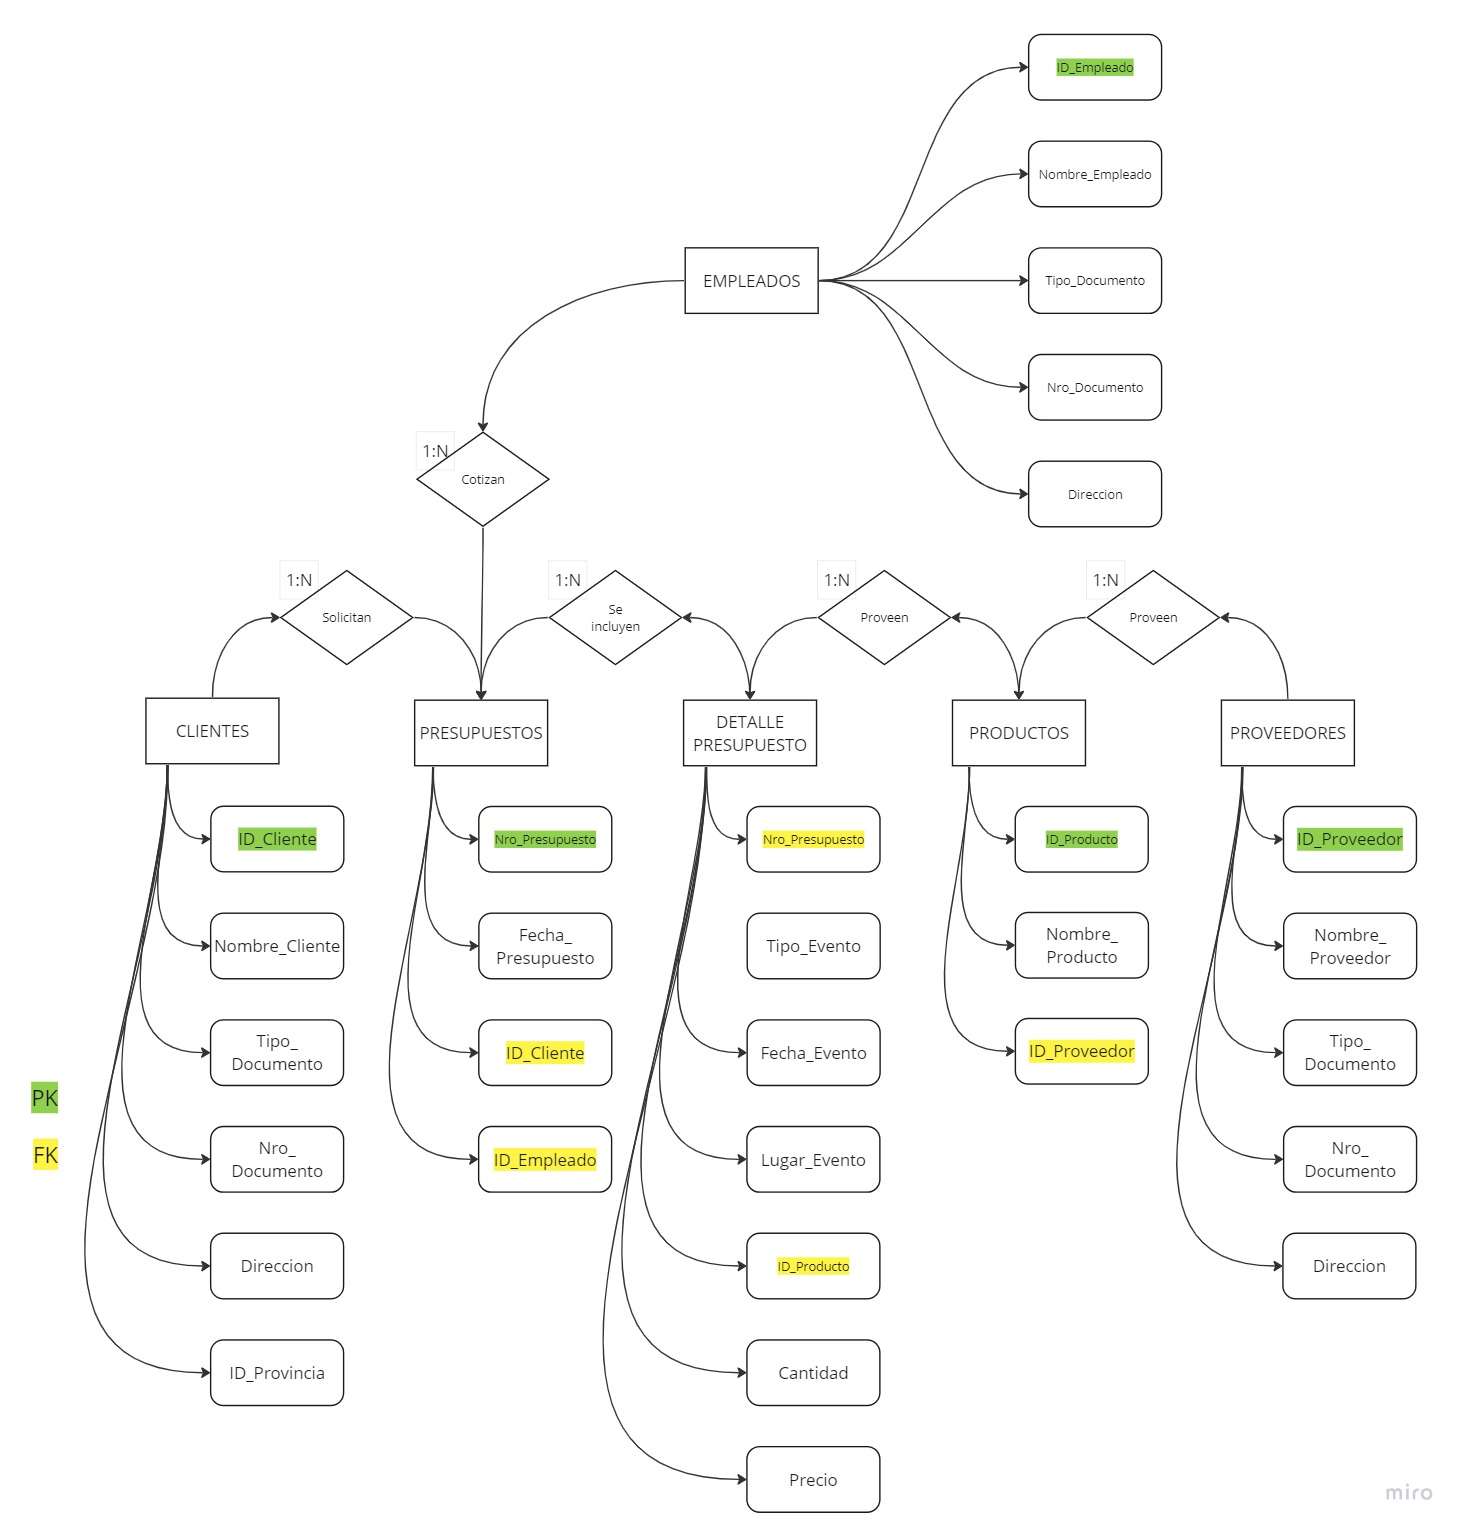 ID_Empleado
Nombre_Empleado
EMPLEADOS
Tipo_Documento
Nro_Documento
1:N
Cotizan
Direccion
1:N
Solicitan
1:N
Se
incluyen
1:N
Proveen
1:N
Proveen
CLIENTES
PRESUPUESTOS
DETALLE
PRESUPUESTO
PRODUCTOS
PROVEEDORES
ID_Cliente
Nro_Presupuesto
Nro_Presupuesto
ID_Producto
ID_Proveedor
Nombre_Cliente
Fecha_
Presupuesto
Tipo_Evento
Nombre_
Producto
Nombre_
Proveedor
Tipo_
Documento
ID_Cliente
Fecha_Evento
ID_Proveedor
Tipo_
Documento
PK
FK
Nro_
Documento
ID_Empleado
Lugar_Evento
Nro_
Documento
Direccion
ID_Producto
Direccion
ID_Provincia
Cantidad
Precio
miro